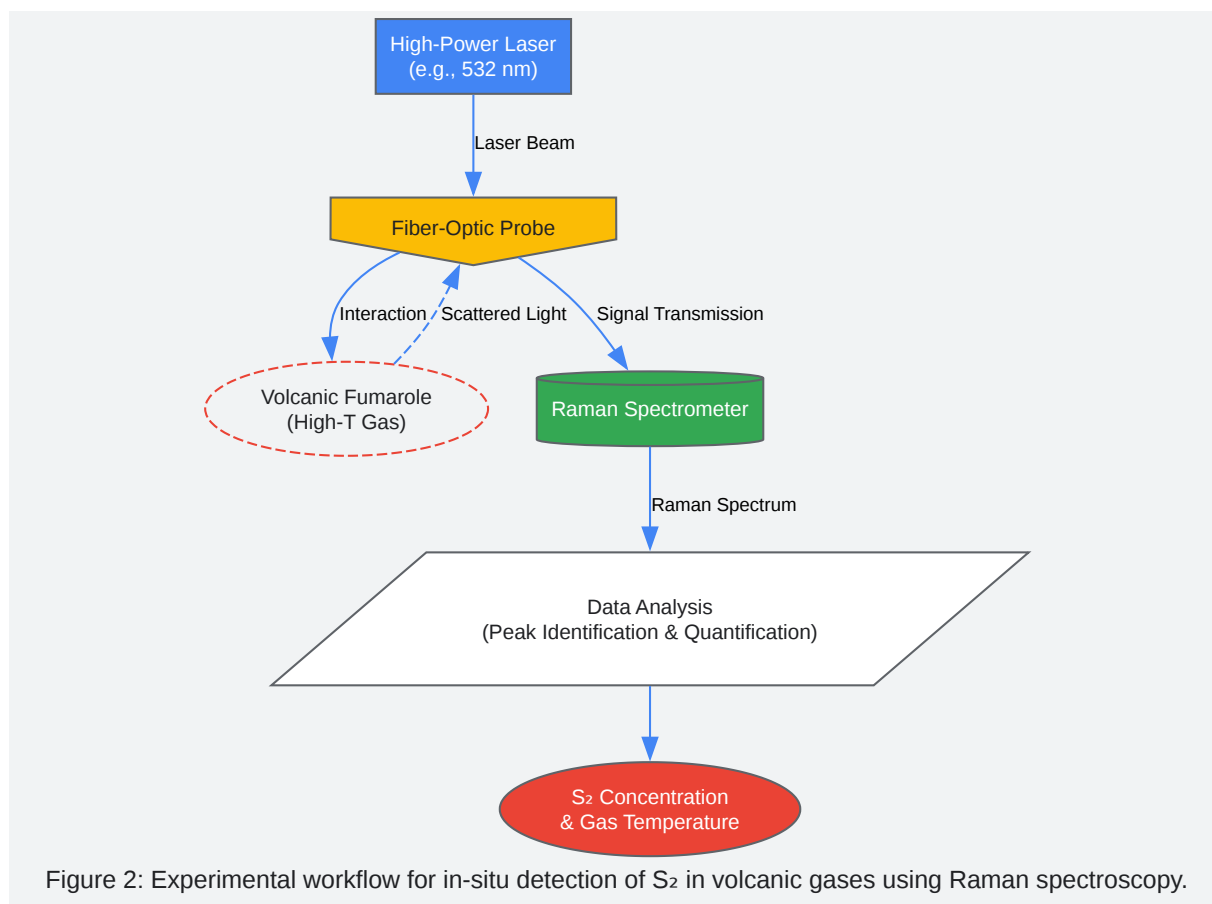 High-Power Laser
(e.g., 532 nm)
Laser Beam
Fiber-Optic Probe
Interaction
Scattered Light
Signal Transmission
Volcanic Fumarole
(High-T Gas)
Raman Spectrometer
Raman Spectrum
Data Analysis
(Peak Identification & Quantification)
S₂ Concentration
& Gas Temperature
Figure 2: Experimental workflow for in-situ detection of S₂ in volcanic gases using Raman spectroscopy.